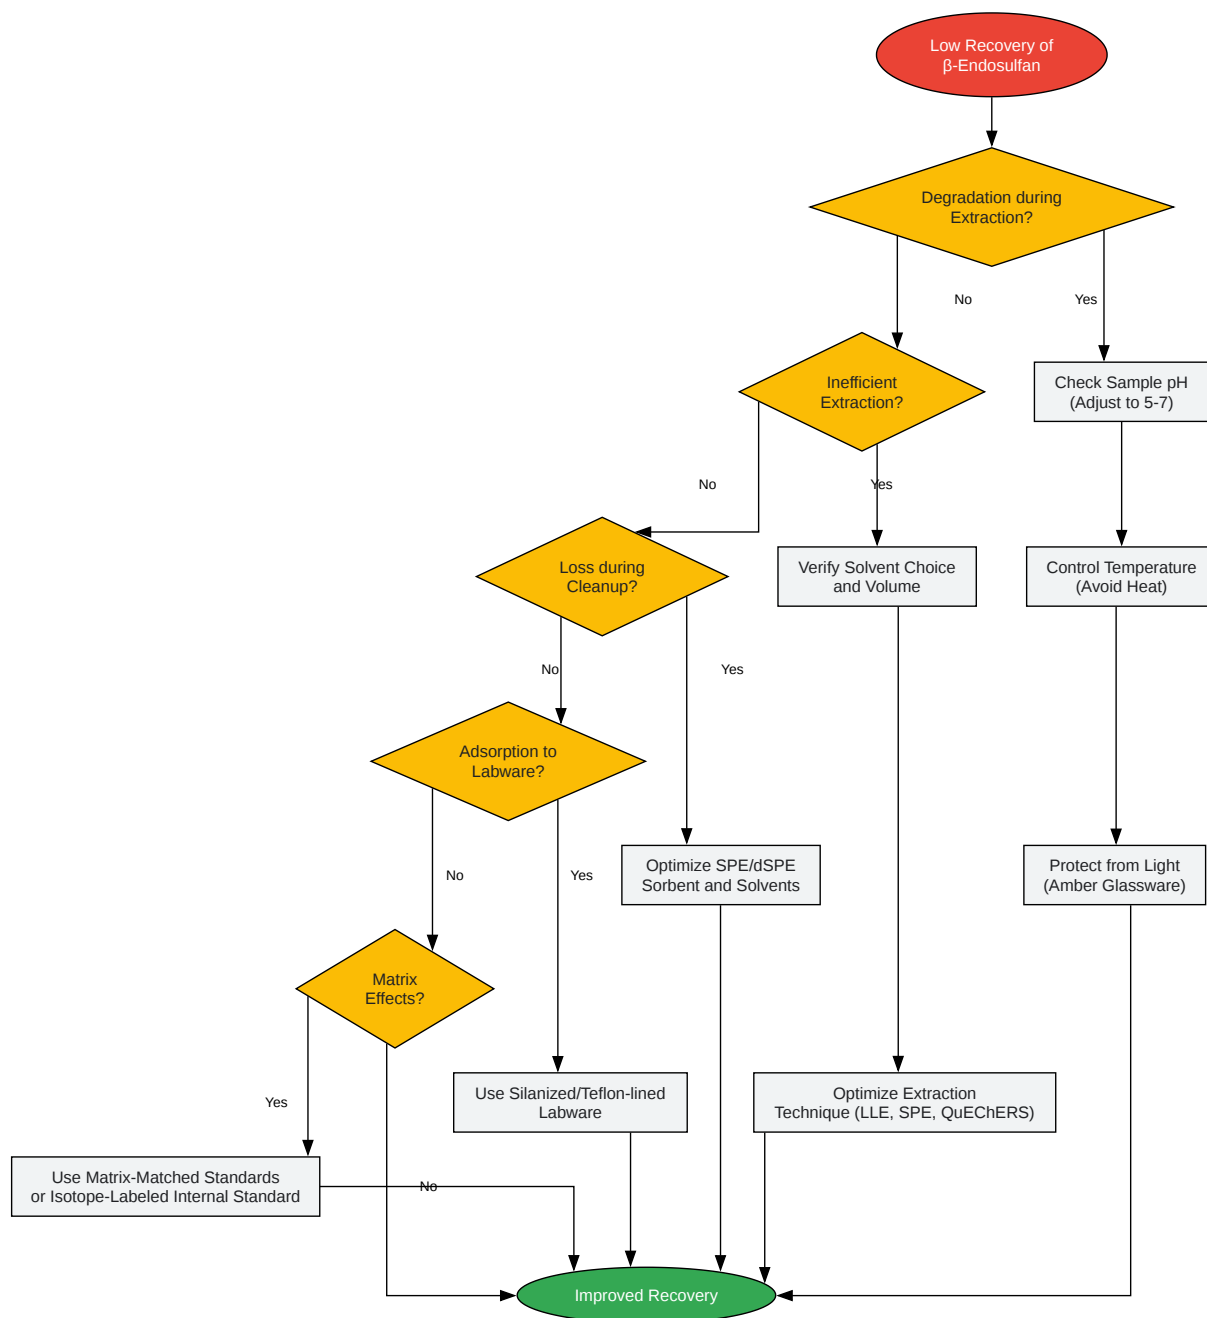 Low Recovery of
β-Endosulfan
Degradation during
Extraction?
No
Yes
Inefficient
Extraction?
Check Sample pH
(Adjust to 5-7)
No
Yes
Loss during
Cleanup?
Verify Solvent Choice
and Volume
Control Temperature
(Avoid Heat)
No
Yes
Adsorption to
Labware?
No
Yes
Optimize SPE/dSPE
Sorbent and Solvents
Protect from Light
(Amber Glassware)
Matrix
Effects?
Yes
Use Silanized/Teflon-lined
Labware
Optimize Extraction
Technique (LLE, SPE, QuEChERS)
Use Matrix-Matched Standards
or Isotope-Labeled Internal Standard
No
Improved Recovery